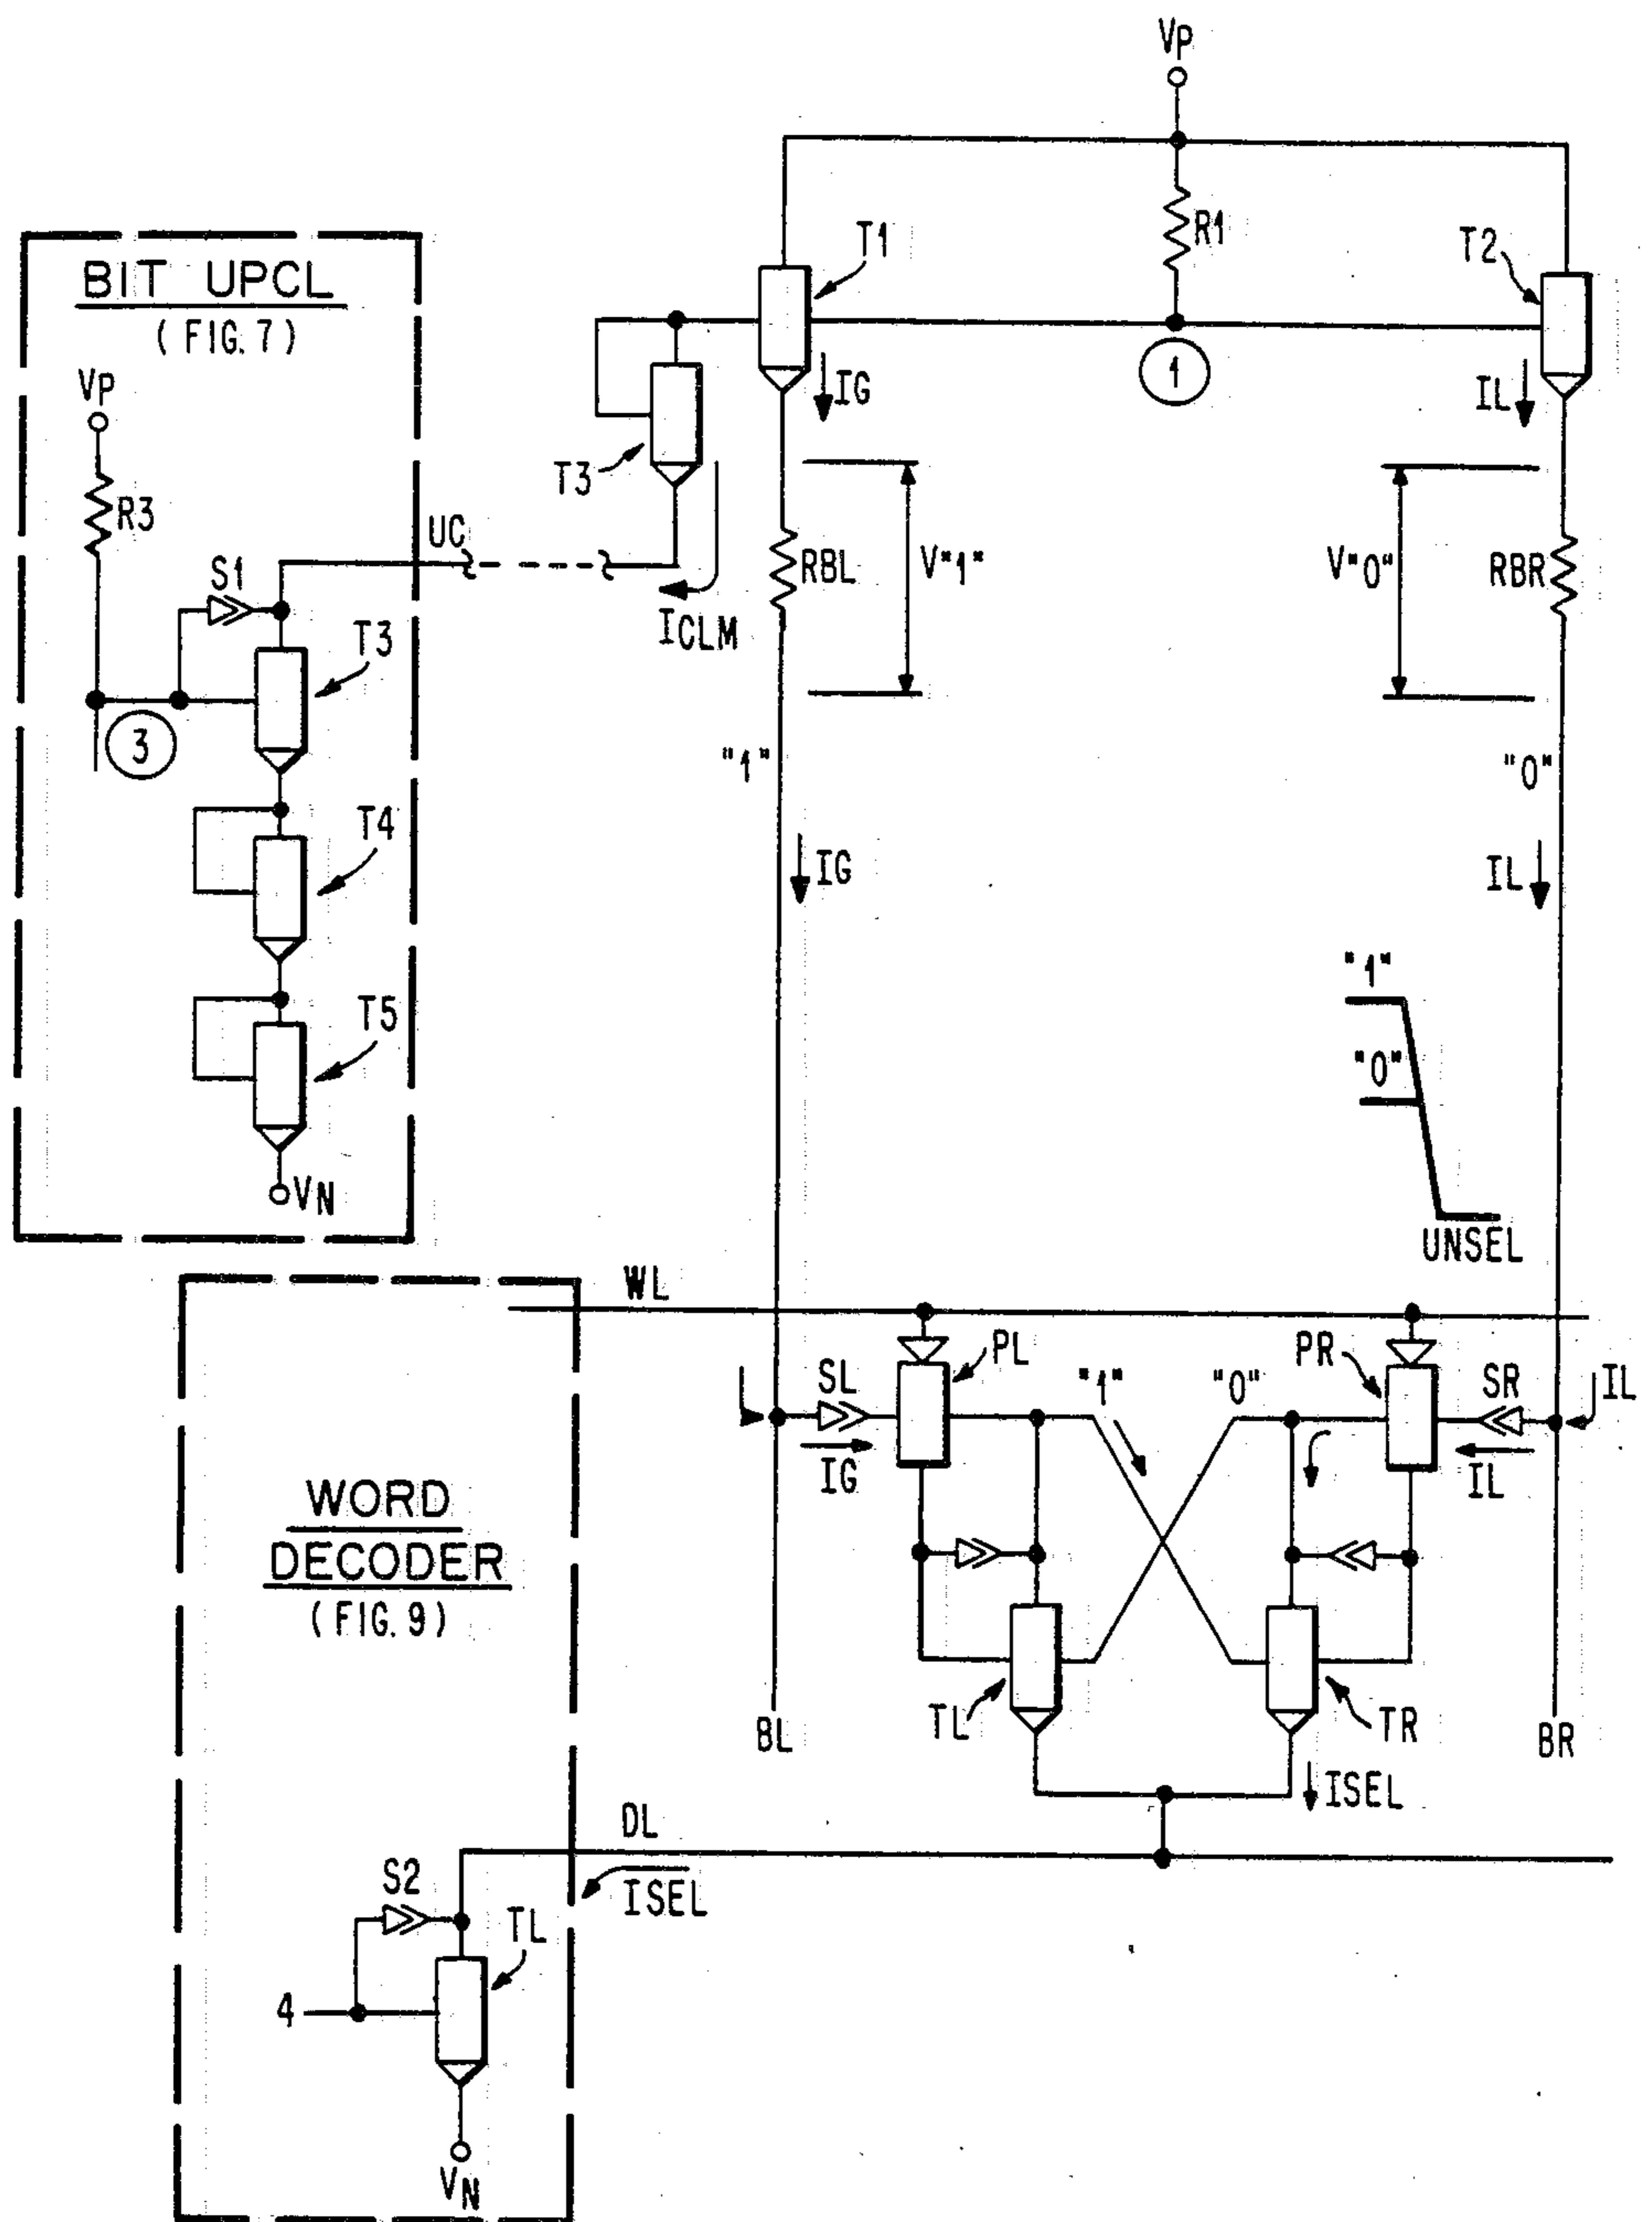 VP
R1
T1
T2
BIT UPCL
(FIG. 7)
VP
1
IG
IL
T3
R3
UC
RBL
V"1"
V"0"
RBR
S1
ICLM
T3
3
"1"
"0"
T4
IG
IL
"1"
T5
"0"
VN
UNSEL
WL
PL
PR
SL
"1"
"0"
SR
IL
IG
IL
WORD
DECODER
(FIG. 9)
TL
TR
BL
BR
ISEL
DL
S2
ISEL
TL
4
VN